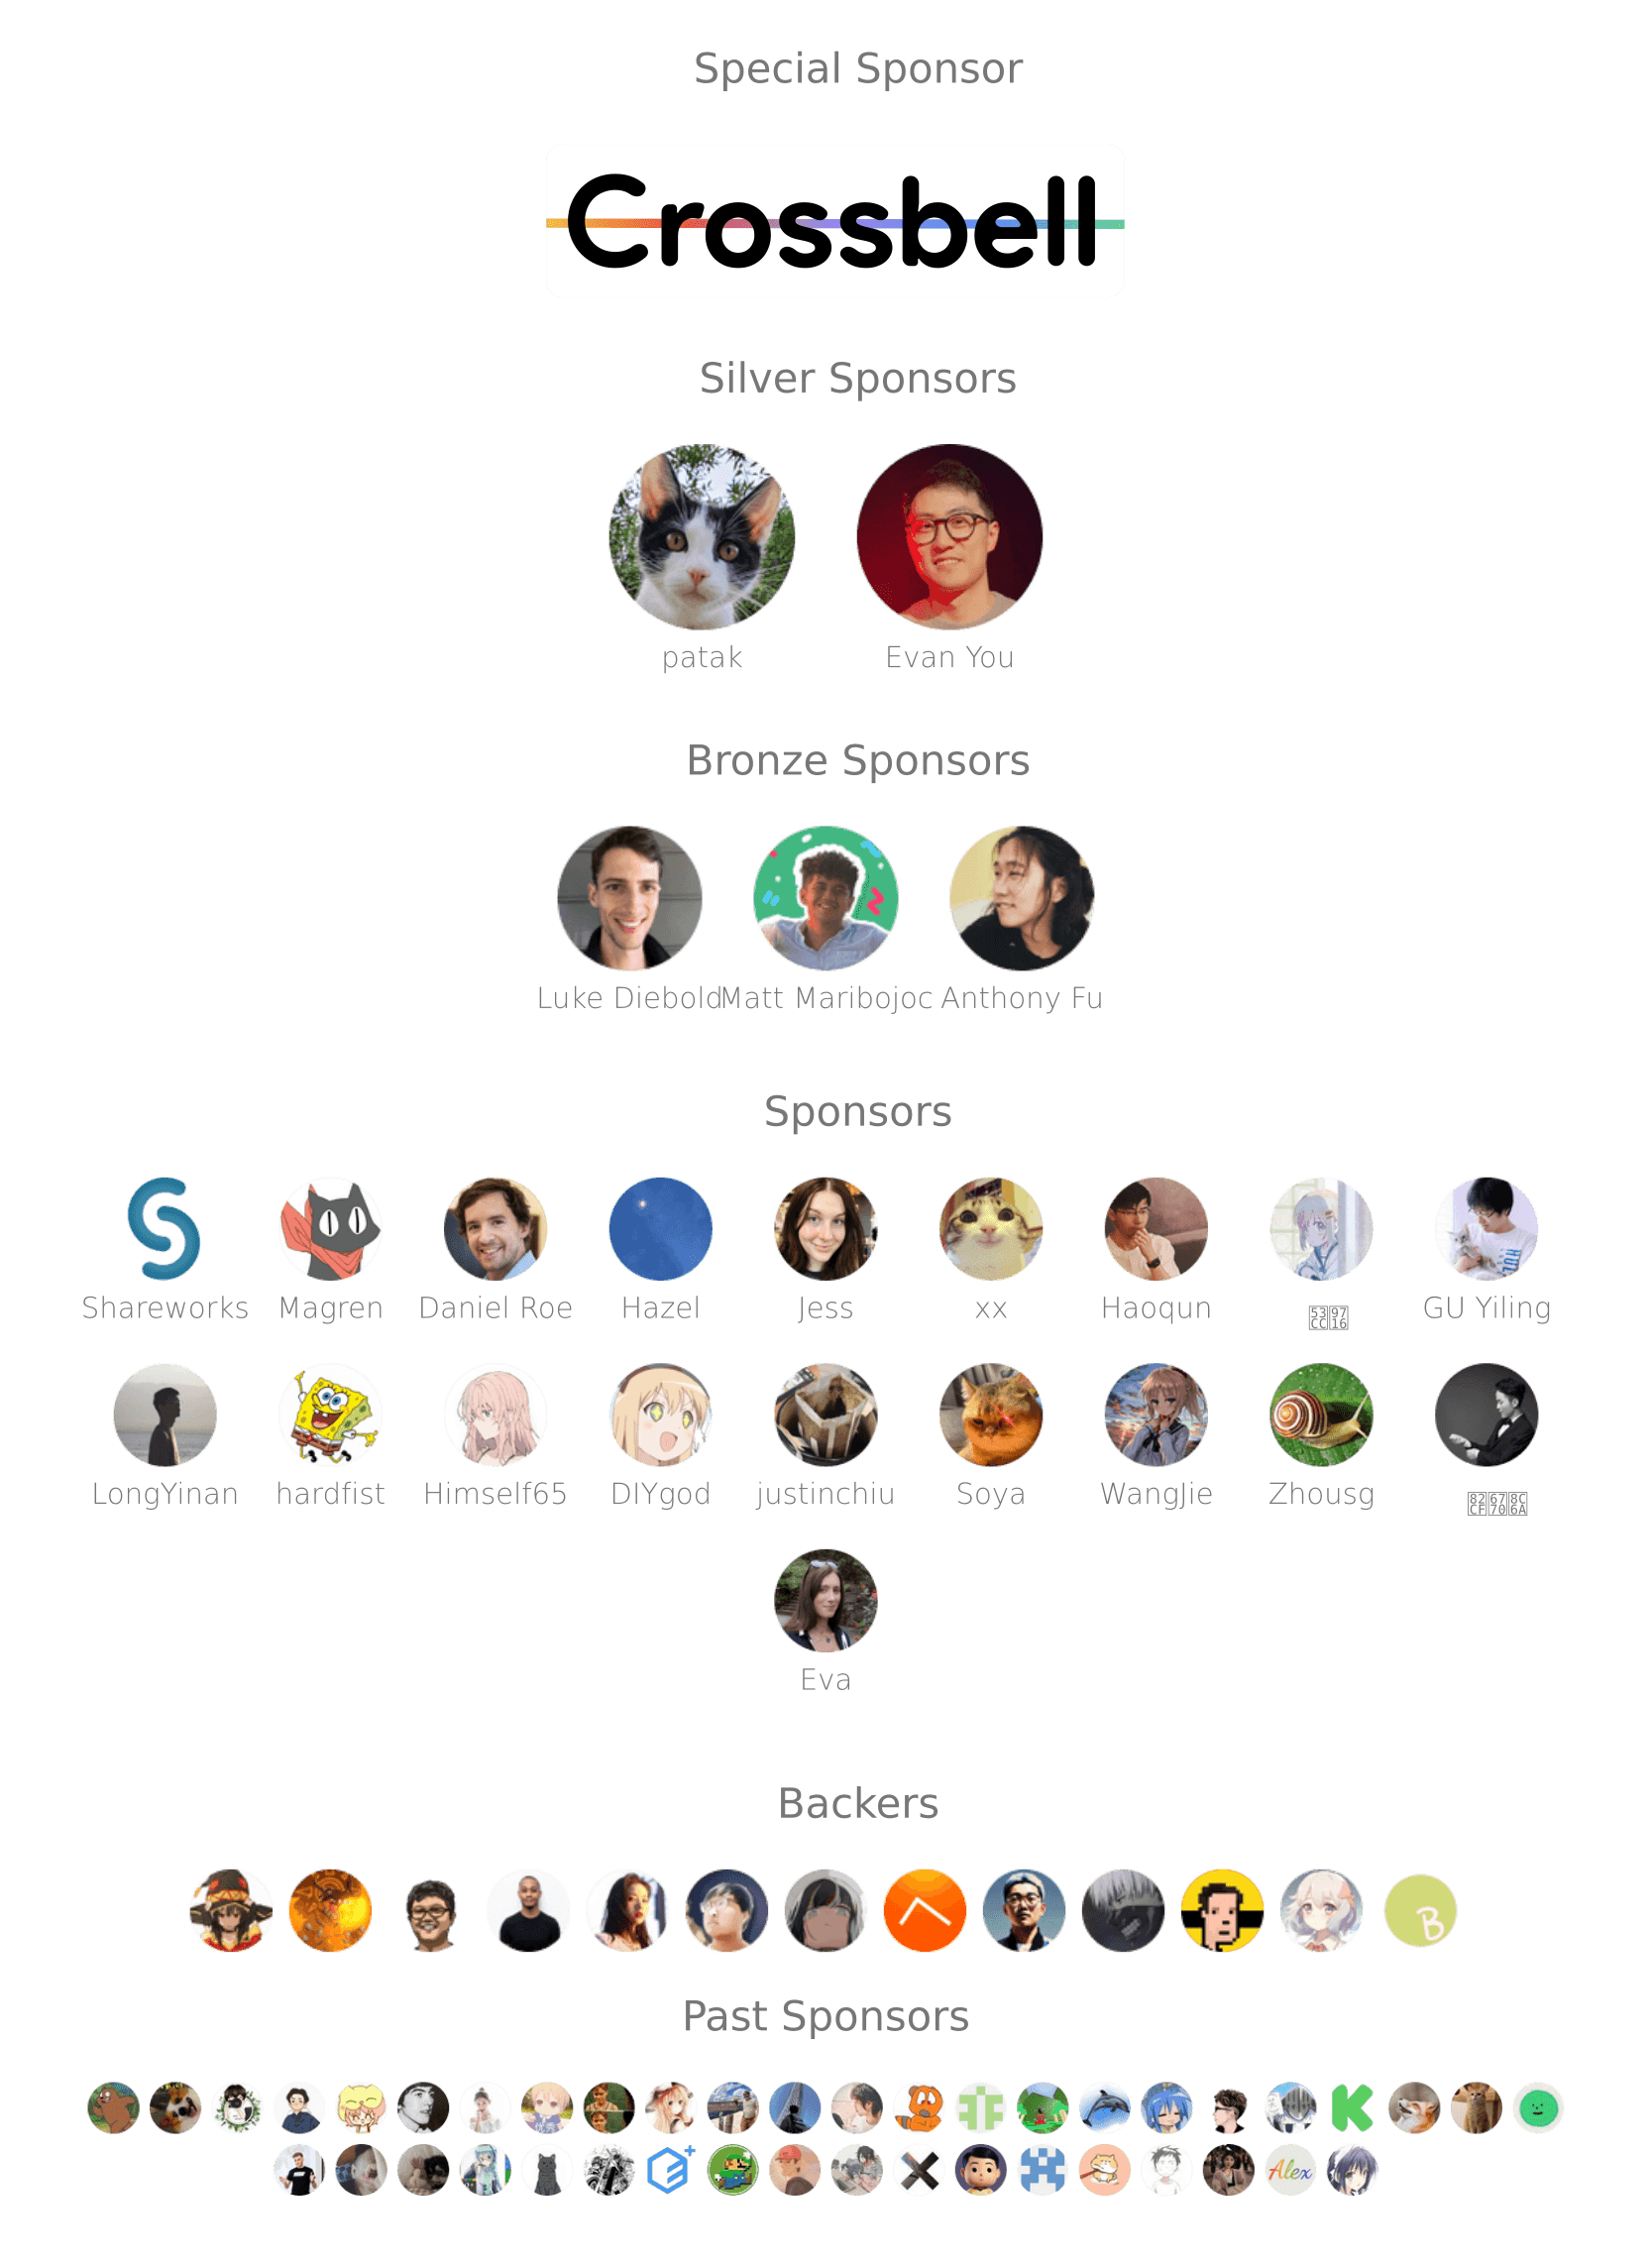 Special Sponsor
Crossbell
Silver Sponsors
patak Evan You
Bronze Sponsors
Luke Diebold Matt Maribojoc Anthony Fu
Sponsors
Shareworks Magren Daniel Roe Hazel Jess xx Haoqun GU Yiling
LongYinan hardfist Himself65 DIYgod justinchiu Soya WangJie Zhousg
Eva
Backers
B
Past Sponsors
Alex